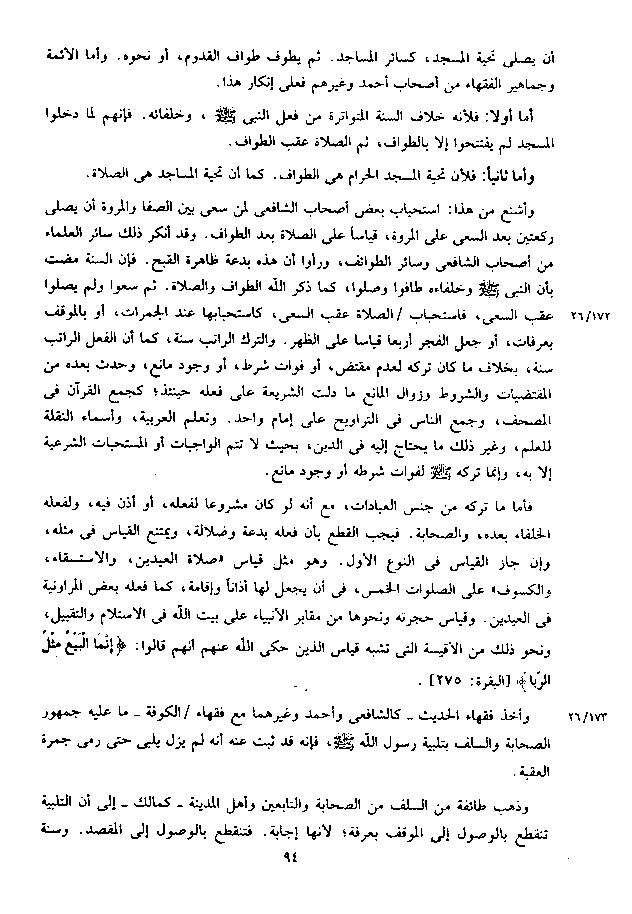 أن يصلى تحية المسجد، كسائر المساجد. ثم يطوف طواف القدوم، أو نحوه. وأما الأئمة
وجماهير الفقهاء من أصحاب أحمد وغيرهم فعلى إنكار هذا.
أما أولا: فلأنه خلاف السنة المتواترة من فعل النبى ﷺ ، وخلفائه. فإنهم لما دخلوا
المسجد لم يفتتحوا إلا بالطواف، ثم الصلاة عقب الطواف.
وأما ثانياً: فلأن تحية المسجد الحرام هى الطواف. كما أن تحية المساجد هى الصلاة.
وأشنع من هذا: استحباب بعض أصحاب الشافعى لمن سعى بين الصفا والمروة أن يصلى
ركعتين بعد السعى على المروة، قياساً على الصلاة بعد الطواف. وقد أنكر ذلك سائر العلماء
من أصحاب الشافعى وسائر الطوائف، ورأوا أن هذه بدعة ظاهرة القبح. فإن السنة مضت
بأن النبى ﷺ وخلفاءه طافوا وصلوا، كما ذكر الله الطواف والصلاة. ثم سعوا ولم يصلوا
عقب السعى، فاستحباب /الصلاة عقب السعى، كاستحبابها عند الجمرات، أو بالموقف ٢٦/١٧٢
بعرفات، أو جعل الفجر أربعا قياسا على الظهر. والترك الراتب سنة، كما أن الفعل الراتب
سنة، بخلاف ما كان تركه لعدم مقتض، أو فوات شرط، أو وجود مانع، وحدث بعده من
المقتضيات والشروط وزوال المانع ما دلت الشريعة على فعله حينئذ؛ كجمع القرآن فى
المصحف، وجمع الناس فى التراويح على إمام واحد. وتعلم العربية، وأسماء النقلة
للعلم، وغير ذلك ما يحتاج إليه فى الدين، بحيث لا تتم الواجبات أو المستحبات الشرعية
إلا به، وإنما تركه ﷺ لفوات شرطه أو وجود مانع.
فأما ما تركه من جنس العبادات، مع أنه لو كان مشروعا لفعله، أو أذن فيه، ولفعله
الخلفاء بعده، والصحابة. فيجب القطع بأن فعله بدعة وضلالة، ويمتنع القياس فى مثله،
وإن جاز القياس فى النوع الأول. وهو مثل قياس «صلاة العيدين، والاستسقاء،
والكسوف» على الصلوات الخمس، فى أن يجعل لها أذاناً وإقامة، كما فعله بعض المراونية
فى العيدين. وقياس حجرته ونحوها من مقابر الأنبياء على بيت الله فى الاستلام والتقبيل،
ونحو ذلك من الأقيسة التى تشبه قياس الذين حكى الله عنهم أنهم قالوا: ﴿إِنَّمَا الْبَيْعُ مِثْلُ
الرِّبَا﴾ [البقرة: ٢٧٥] .
وأخذ فقهاء الحديث ـ كالشافعى وأحمد وغيرهما مع فقهاء /الكوفة ـ ما عليه جمهور ٢٦/١٧٣
الصحابة والسلف بتلبية رسول الله ﷺ، فإنه قد ثبت عنه أنه لم يزل يلبى حتى رمى جمرة
العقبة.
وذهب طائفة من السلف من الصحابة والتابعين وأهل المدينة ـ كمالك ـ إلى أن التلبية
تنقطع بالوصول إلى الموقف بعرفة؛ لأنها إجابة. فتنقطع بالوصول إلى المقصد. وسنة
٩٤